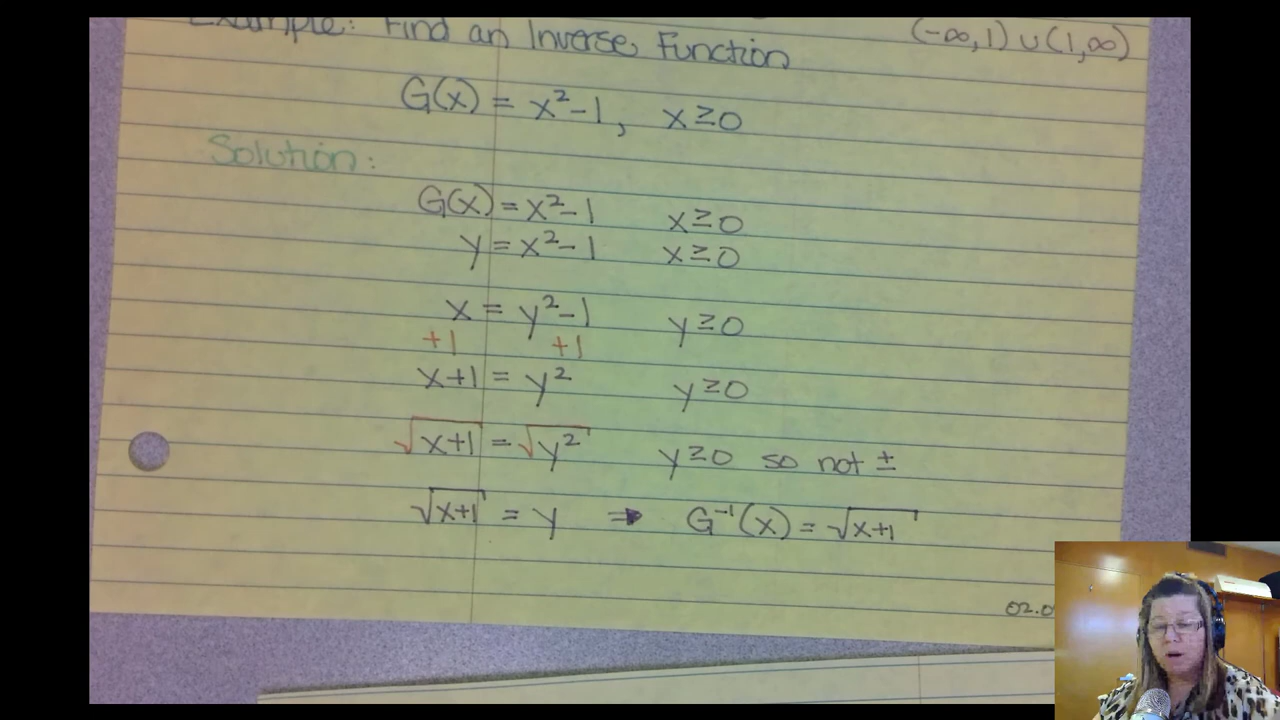 Example: Find an Inverse Function
(-∞,1) ∪ (1,∞)
G(x) = x²-1, x≥0
Solution:
G(x) = x²-1 x≥0
y = x²-1 x≥0
x = y²-1 y≥0
+1 +1
x+1 = y² y≥0
√x+1 = √y² y≥0 so not ±
√x+1 = y ⇒ G⁻¹(x) = √x+1